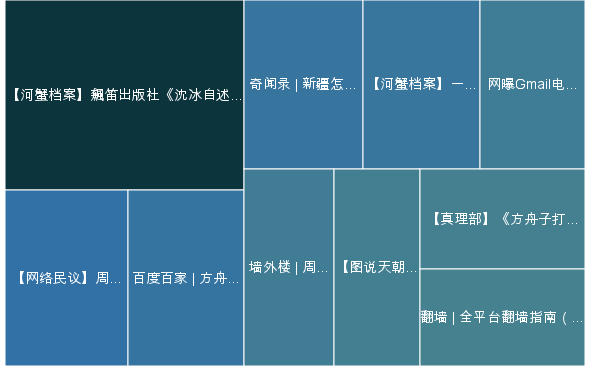 【河蟹档案】飙笛出版社《沈冰自述…
奇闻录 | 新疆怎…
【河蟹档案】一…
网曝Gmail电…
【网络民议】周…
百度百家 | 方舟…
墙外楼 | 周…
【图说天朝…
【真理部】《方舟子打…
翻墙 | 全平台翻墙指南（…